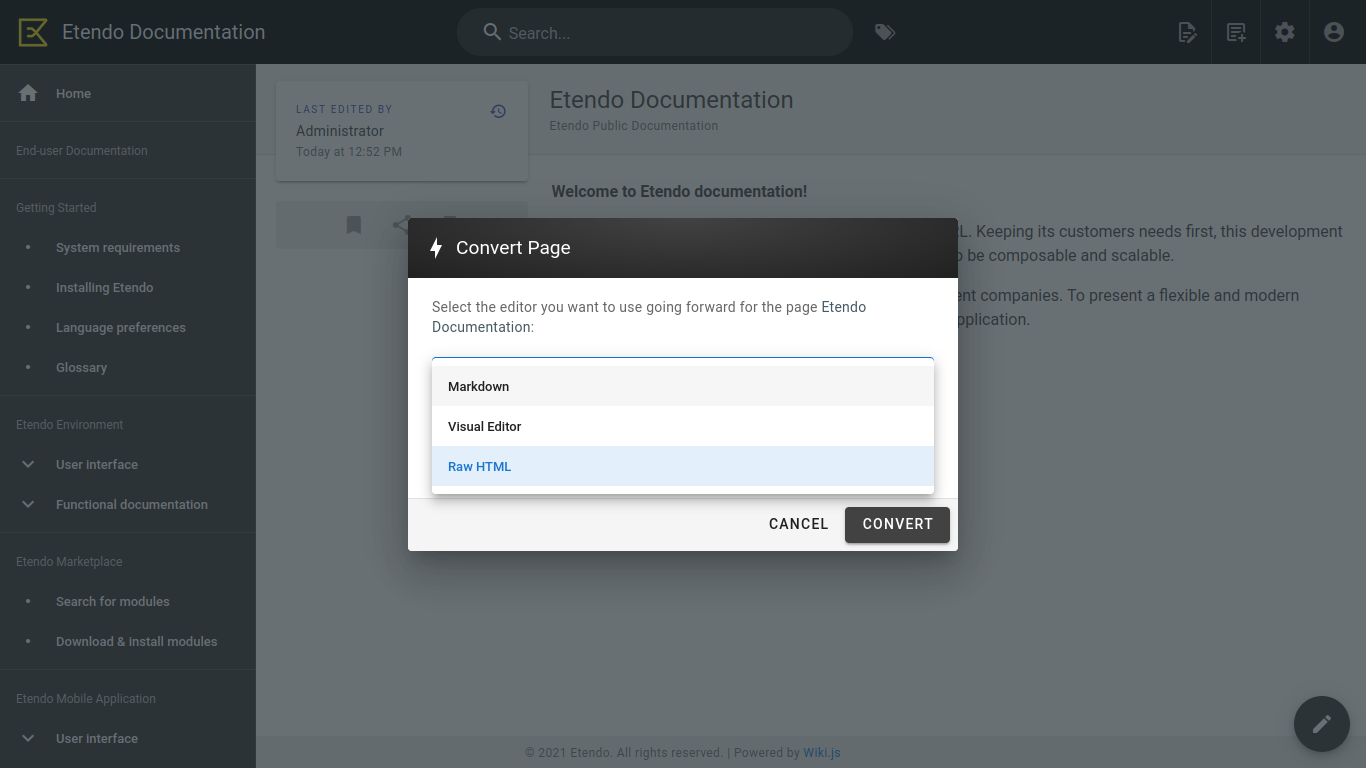 Etendo Documentation
Search...
Home
End-user Documentation
Getting Started
System requirements
Installing Etendo
Language preferences
Glossary
Etendo Environment
User interface
Functional documentation
Etendo Marketplace
Search for modules
Download & install modules
Etendo Mobile Application
User interface
LAST EDITED BY
Administrator
Today at 12:52 PM
Etendo Documentation
Etendo Public Documentation
Welcome to Etendo documentation!
Keeping its customers needs first, this development
be composable and scalable.
companies. To present a flexible and modern
Convert Page
Select the editor you want to use going forward for the page Etendo
Documentation:
Markdown
Visual Editor
Raw HTML
CANCEL
CONVERT
© 2021 Etendo. All rights reserved. | Powered by Wiki.js